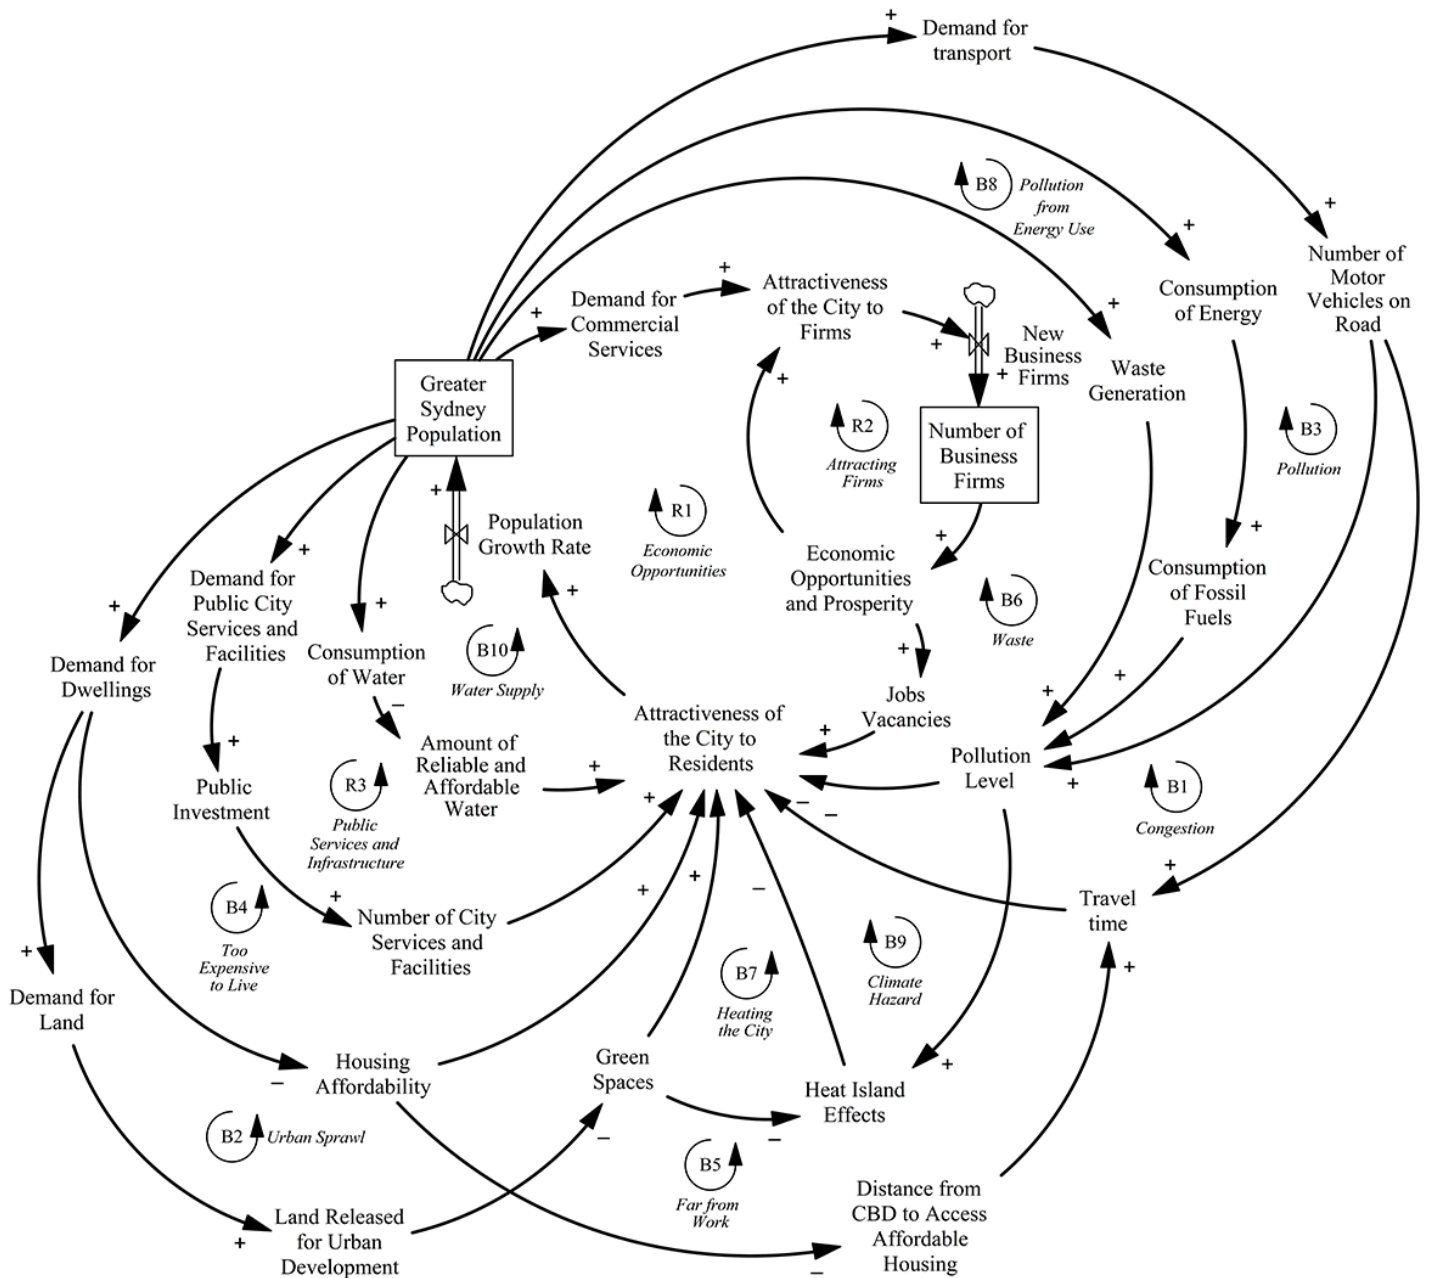 +
Demand for
transport
B8
Pollution
from
Energy Use
+
+
Number of
Motor
Vehicles on
Road
Consumption
of Energy
+
Demand for
Commercial
Services
+
+
Attractiveness
of the City to
Firms
+
New
Business
Firms
+
Waste
Generation
+
Greater
Sydney
Population
+
R2
Attracting
Firms
Number of
Business
Firms
B3
Pollution
+
Population
Growth Rate
R1
Economic
Opportunities
+
Economic
Opportunities
and Prosperity
+
Consumption
of Fossil
Fuels
+
Demand for
Public City
Services and
Facilities
+
+
Demand for
Dwellings
+
Consumption
of Water
B10
Water Supply
+
B6
Waste
+
Jobs
Vacancies
+
+
–
Amount of
Reliable and
Affordable
Water
+
Attractiveness of
the City to
Residents
+
Pollution
Level
+
B1
Congestion
+
Public
Investment
R3
Public
Services and
Infrastructure
+
–
–
B4
Too
Expensive
to Live
+
Number of City
Services and
Facilities
+
+
–
+
Travel
time
+
+
Demand for
Land
B7
Heating
the City
B9
Climate
Hazard
–
Housing
Affordability
Green
Spaces
Heat Island
Effects
+
B2
Urban Sprawl
–
–
B5
Far from
Work
Distance from
CBD to Access
Affordable
Housing
+
Land Released
for Urban
Development
–